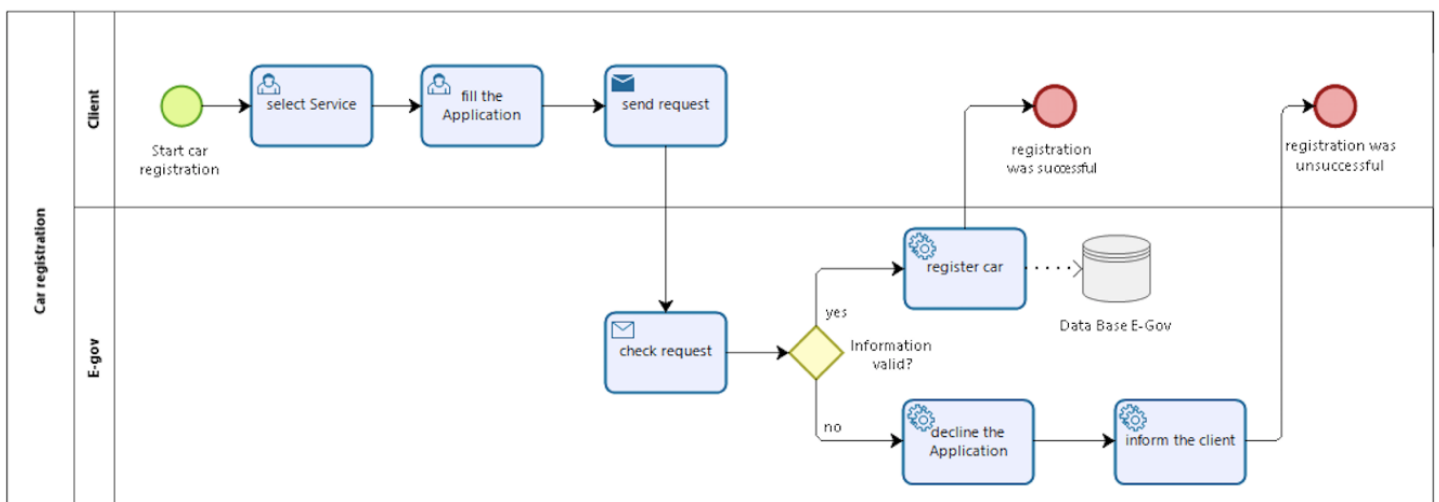 Car registration
Client
Start car
registration
select Service
fill the
Application
send request
registration
was successful
registration was
unsuccessful
E-gov
check request
Information
valid?
yes
register car
Data Base E-Gov
no
decline the
Application
inform the client